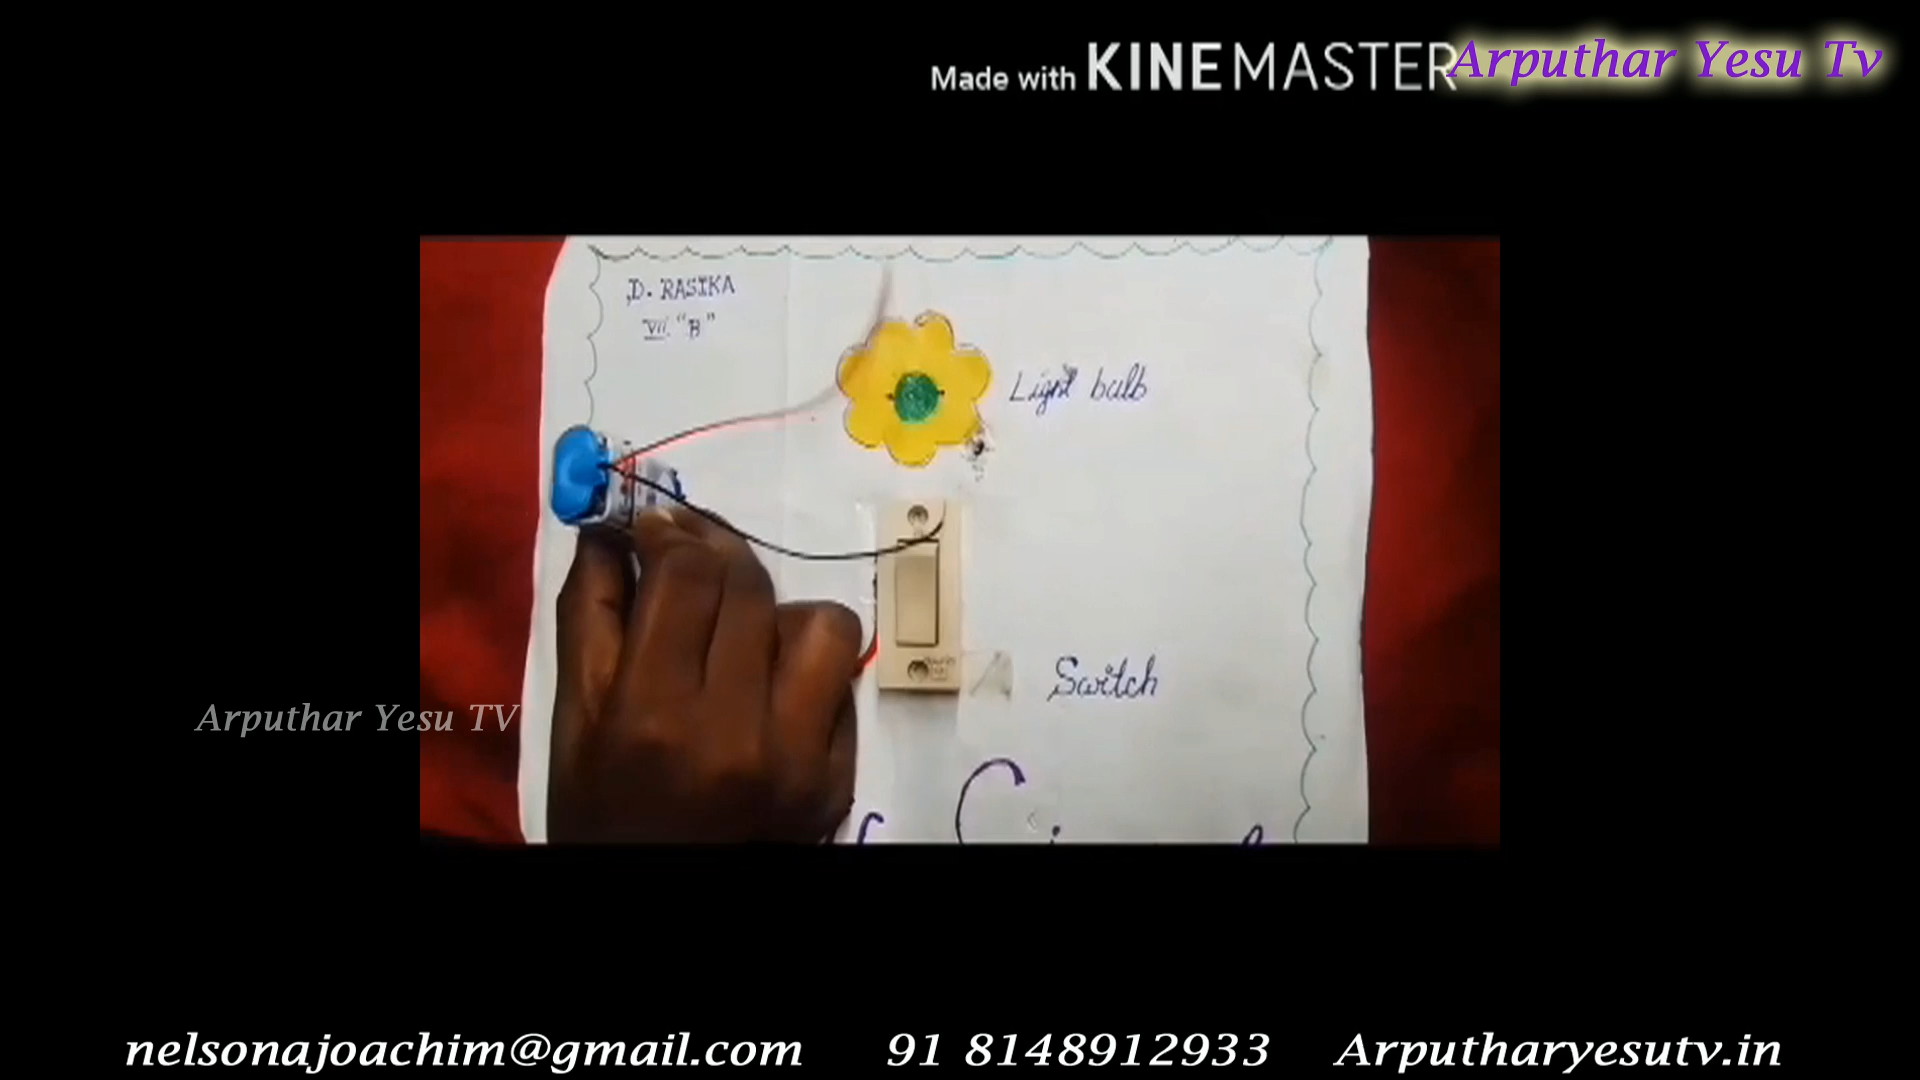 Made with KINEMASTER
Arputhar Yesu Tv
D. RASIKA
VII "B"
Light bulb
Switch
Arputhar Yesu TV
nelsonajoachim@gmail.com 91 8148912933 Arputharyesutv.in